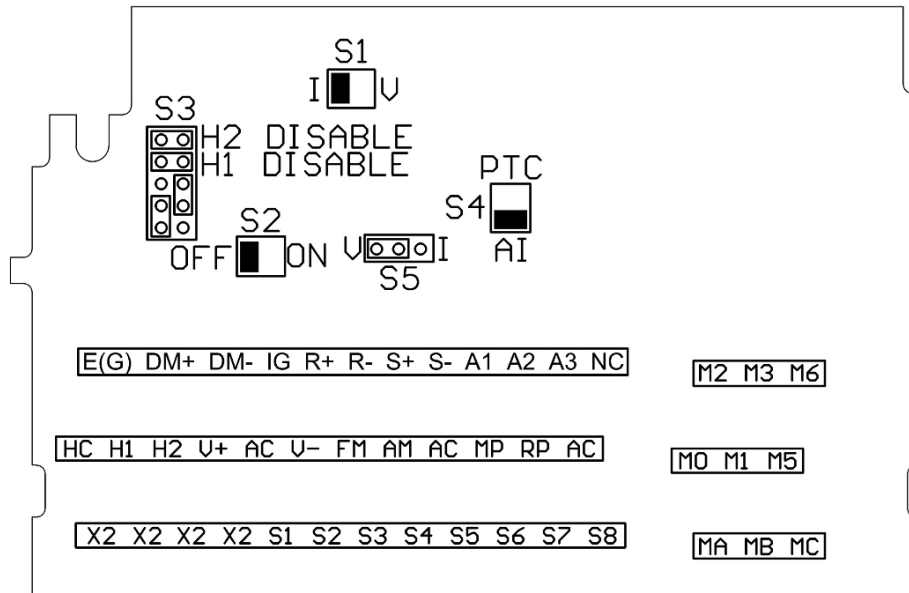 S1
I V
S3
H2 DISABLE
H1 DISABLE
PTC
S4
S2
OFF ON V I AI
S5
E(G) DM+ DM- IG R+ R- S+ S- A1 A2 A3 NC
M2 M3 M6
HC H1 H2 V+ AC V- FM AM AC MP RP AC
M0 M1 M5
X2 X2 X2 X2 S1 S2 S3 S4 S5 S6 S7 S8
MA MB MC